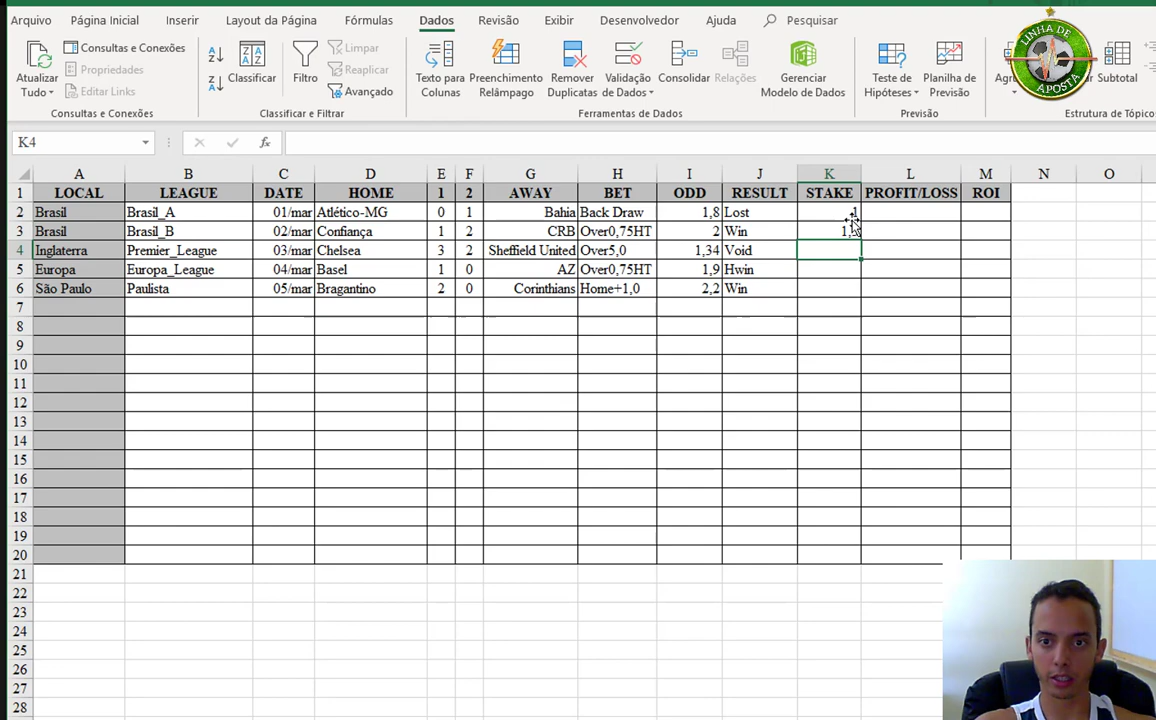 Arquivo Página Inicial Inserir Layout da Página Fórmulas Dados Revisão Exibir Desenvolvedor Ajuda Pesquisar
Atualizar Tudo
Consultas e Conexões
Propriedades
Editar Links
Consultas e Conexões
Classificar
Filtro
Limpar
Reaplicar
Avançado
Classificar e Filtrar
Texto para Colunas
Preenchimento Relâmpago
Remover Duplicatas
Validação de Dados
Consolidar
Relações
Gerenciar Modelo de Dados
Ferramentas de Dados
Teste de Hipóteses
Planilha de Previsão
Previsão
Subtotal
Estrutura de Tópico
LINHA DE APOSTA
K4
fx
A B C D E F G H I J K L M N O
1 LOCAL LEAGUE DATE HOME 1 2 AWAY BET ODD RESULT STAKE PROFIT/LOSS ROI
2 Brasil Brasil_A 01/mar Atlético-MG 0 1 Bahia Back Draw 1,8 Lost 1
3 Brasil Brasil_B 02/mar Confiança 1 2 CRB Over0,75HT 2 Win
4 Inglaterra Premier_League 03/mar Chelsea 3 2 Sheffield United Over5,0 1,34 Void
5 Europa Europa_League 04/mar Basel 1 0 AZ Over0,75HT 1,9 Hwin
6 São Paulo Paulista 05/mar Bragantino 2 0 Corinthians Home+1,0 2,2 Win
7
8
9
10
11
12
13
14
15
16
17
18
19
20
21
22
23
24
25
26
27
28